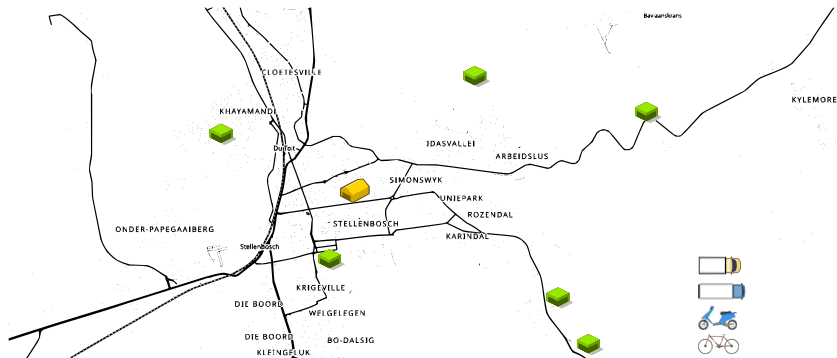 Baviaanskrans
CLOETESVILLE
KYLEMORE
KHAYAMANDI
IDASVALLEI
Du Toit
ARBEIDSLUS
SIMONSWYK
UNIEPARK
ROZENDAL
STELLENBOSCH
ONDER-PAPEGAAIBERG
KARINDAL
Stellenbosch
KRIGEVILLE
DIE BOORD
WELGELEGEN
DIE BOORD
BO-DALSIG
KLEINGELUK